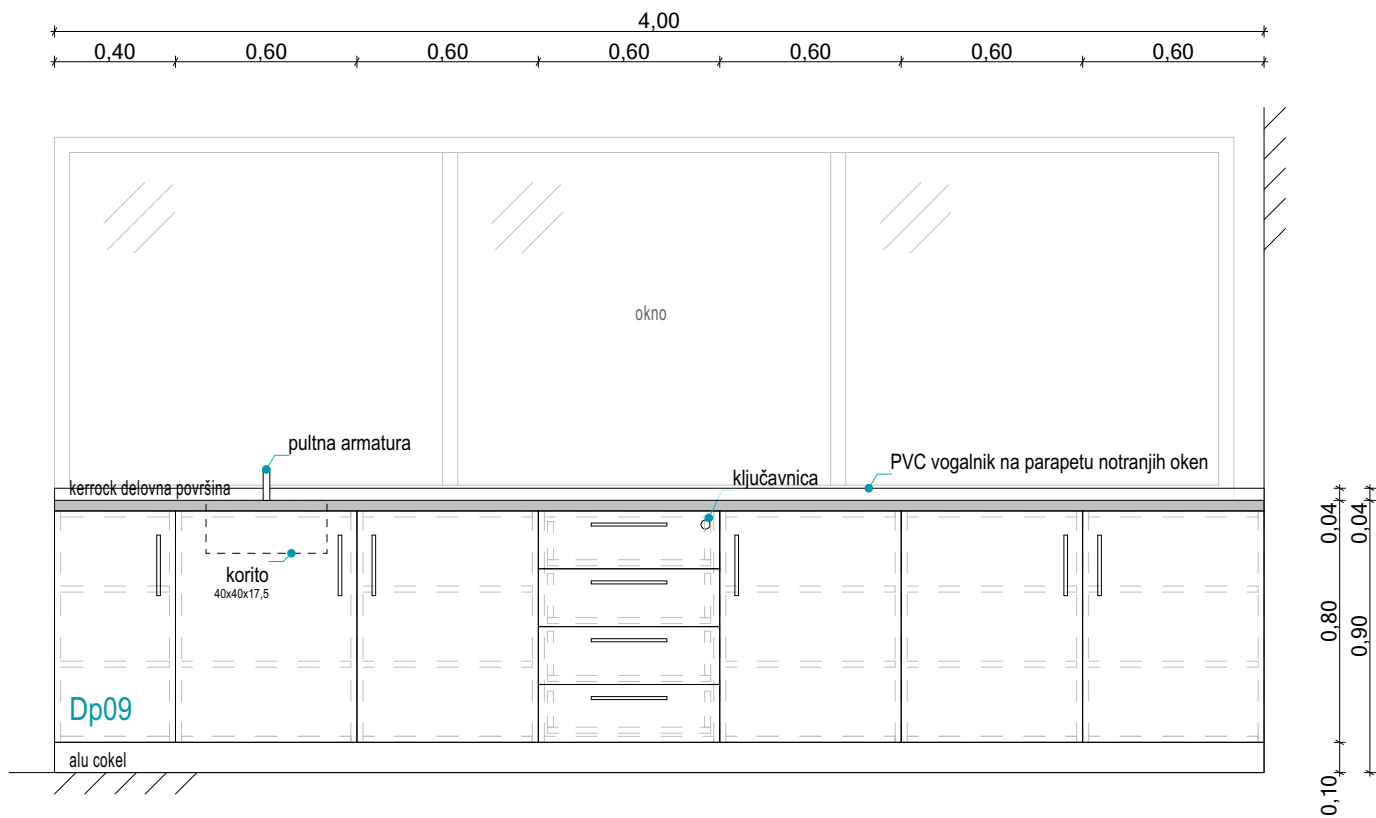 4,00
0,40 0,60 0,60 0,60 0,60 0,60 0,60
okno
pultna armatura
PVC vogalnik na parapetu notranjih oken
ključavnica
kerrock delovna površina
korito
40x40x17,5
Dp09
alu cokel
0,04 0,04
0,80 0,90
0,10